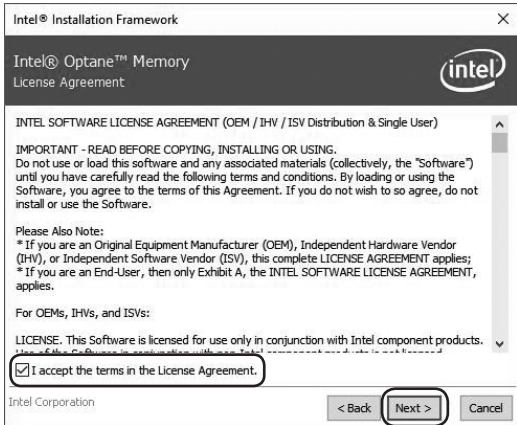 Intel® Installation Framework
Intel® Optane™ Memory
License Agreement
intel
INTEL SOFTWARE LICENSE AGREEMENT (OEM / IHV / ISV Distribution & Single User)
IMPORTANT - READ BEFORE COPYING, INSTALLING OR USING.
Do not use or load this software and any associated materials (collectively, the "Software")
until you have carefully read the following terms and conditions. By loading or using the
Software, you agree to the terms of this Agreement. If you do not wish to so agree, do not
install or use the Software.
Please Also Note:
* If you are an Original Equipment Manufacturer (OEM), Independent Hardware Vendor
(IHV), or Independent Software Vendor (ISV), this complete LICENSE AGREEMENT applies;
* If you are an End-User, then only Exhibit A, the INTEL SOFTWARE LICENSE AGREEMENT,
applies.
For OEMs, IHVs, and ISVs:
LICENSE. This Software is licensed for use only in conjunction with Intel component products.
I accept the terms in the License Agreement.
Intel Corporation
< Back Next > Cancel